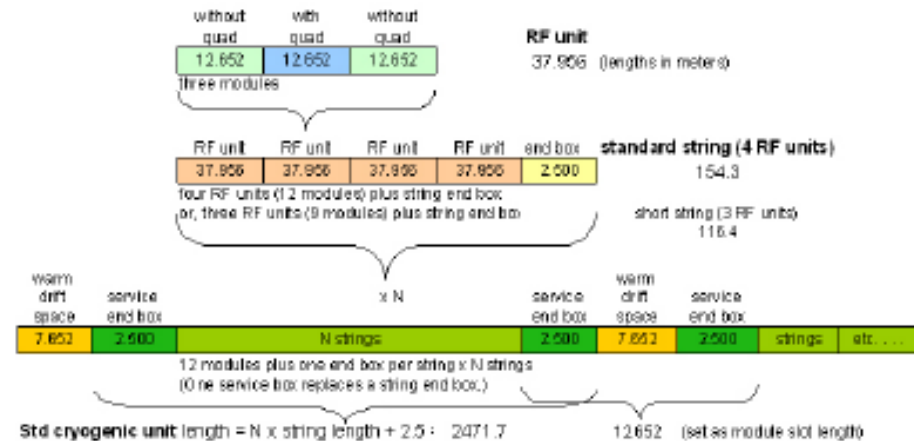 without with without
quad quad quad
RF unit
12.652 12.652 12.652
37.956 (lengths in meters)
three modules
RF unit RF unit RF unit RF unit end box
standard string (4 RF units)
37.956 37.956 37.956 37.956 2.500
154.3
four RF units (12 modules) plus string end box
or, three RF units (9 modules) plus string end box
short string (3 RF units)
116.4
warm drift space
service end box
x N
service end box
warm drift space
service end box
7.652 2.500 N strings 2.500 7.652 2.500 strings etc. . . .
12 modules plus one end box per string x N strings
(One service box replaces a string end box.)
Std cryogenic unit length = N x string length + 2.5 : 2471.7
12.652 (set as module slot length)